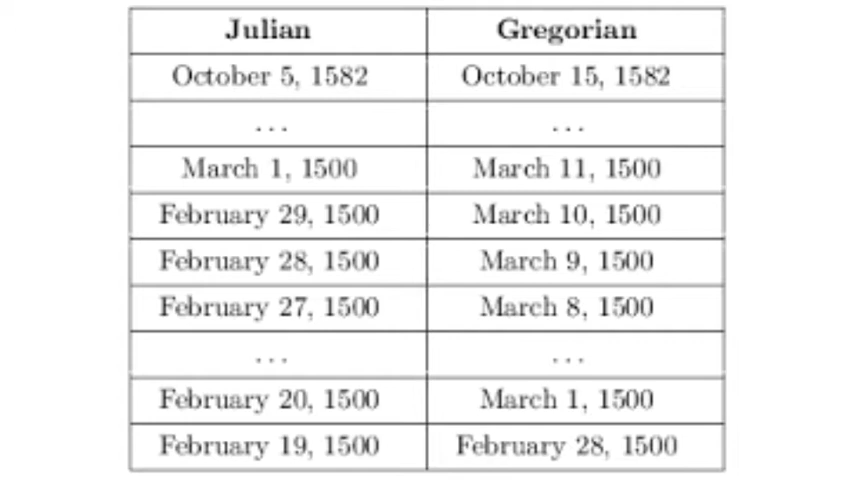 Julian Gregorian
October 5, 1582 October 15, 1582
... ...
March 1, 1500 March 11, 1500
February 29, 1500 March 10, 1500
February 28, 1500 March 9, 1500
February 27, 1500 March 8, 1500
... ...
February 20, 1500 March 1, 1500
February 19, 1500 February 28, 1500